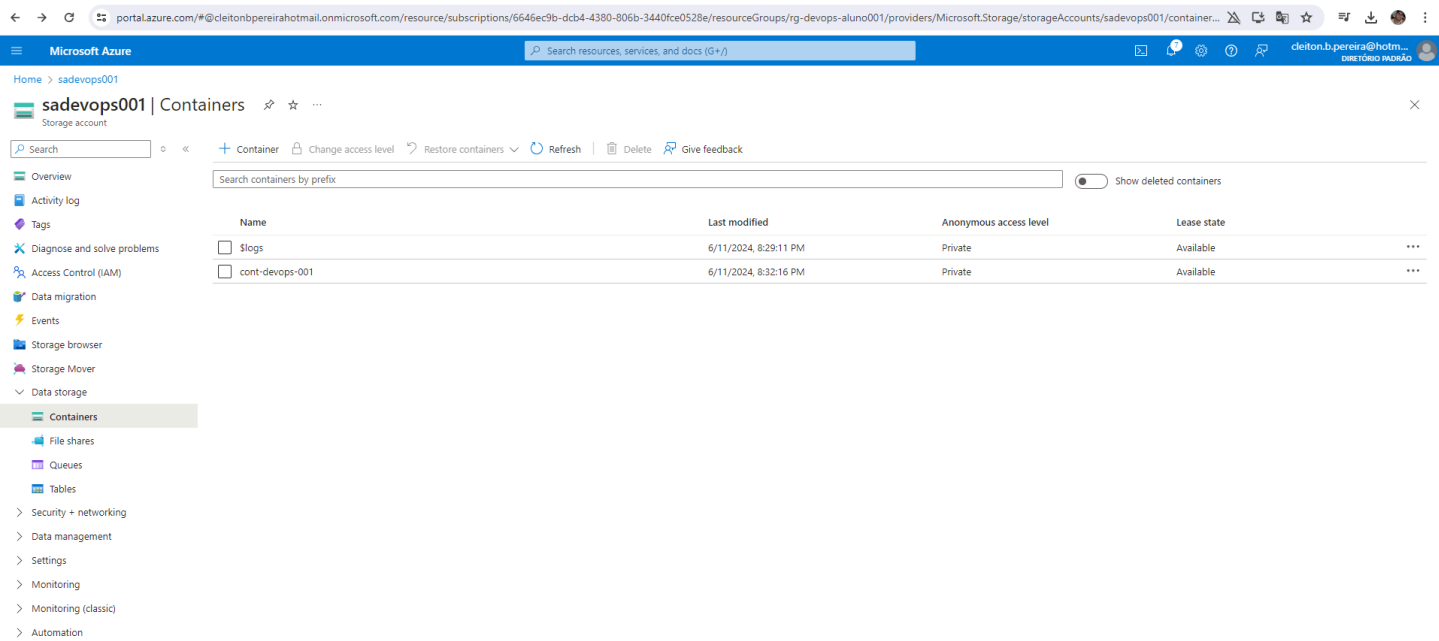 portal.azure.com/#@cleitonbpereirahotmail.onmicrosoft.com/resource/subscriptions/6646ec9b-dcb4-4380-806b-3440fce0528e/resourceGroups/rg-devops-aluno001/providers/Microsoft.Storage/storageAccounts/sadevops001/container...
Microsoft Azure
Search resources, services, and docs (G+/)
7
cleiton.b.pereira@hotm...
DIRETÓRIO PADRÃO
Home > sadevops001
sadevops001 | Containers
Storage account
Search
Container Change access level Restore containers Refresh Delete Give feedback
Search containers by prefix
Show deleted containers
Overview
Activity log
Tags
Diagnose and solve problems
Access Control (IAM)
Data migration
Events
Storage browser
Storage Mover
Data storage
Containers
File shares
Queues
Tables
Security + networking
Data management
Settings
Monitoring
Monitoring (classic)
Automation
Name Last modified Anonymous access level Lease state
$logs 6/11/2024, 8:29:11 PM Private Available
cont-devops-001 6/11/2024, 8:32:16 PM Private Available